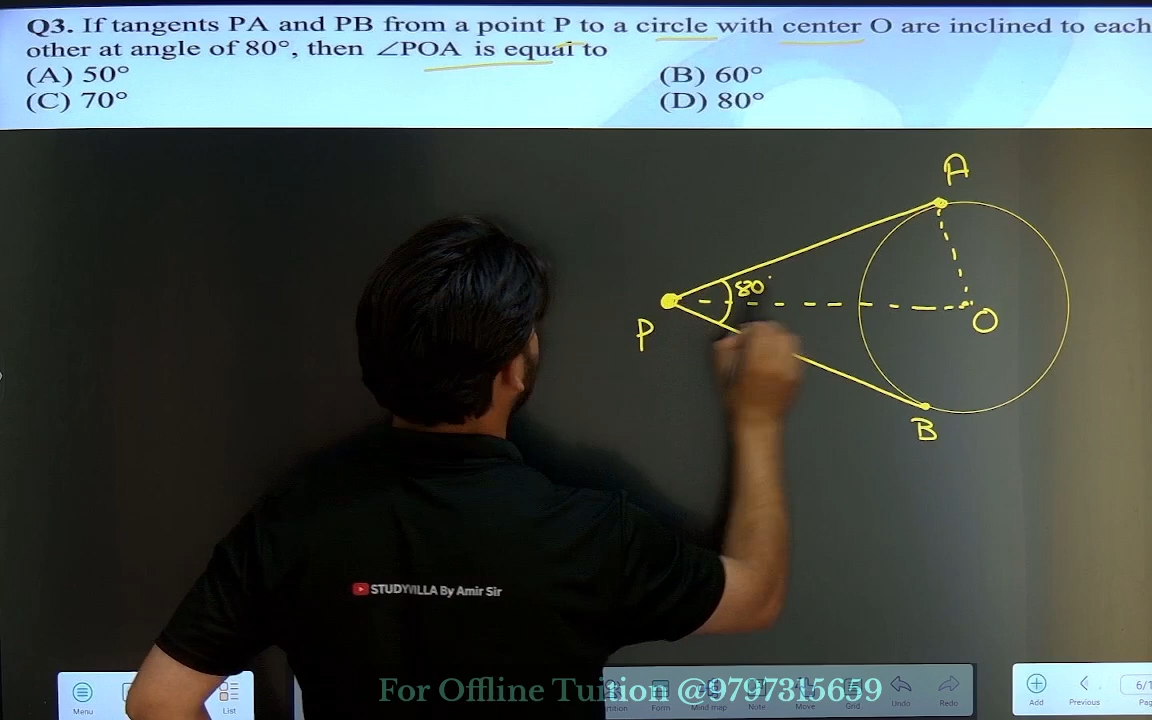 Q3. If tangents PA and PB from a point P to a circle with center O are inclined to each
other at angle of 80°, then ∠POA is equal to
(A) 50°
(B) 60°
(C) 70°
(D) 80°
A
80°
P
O
B
STUDYVILLA By Amir Sir
For Offline Tuition @9797315659
Menu
List
Form
Mind map
Note
Move
Grid
Undo
Redo
Add
Previous
6/1